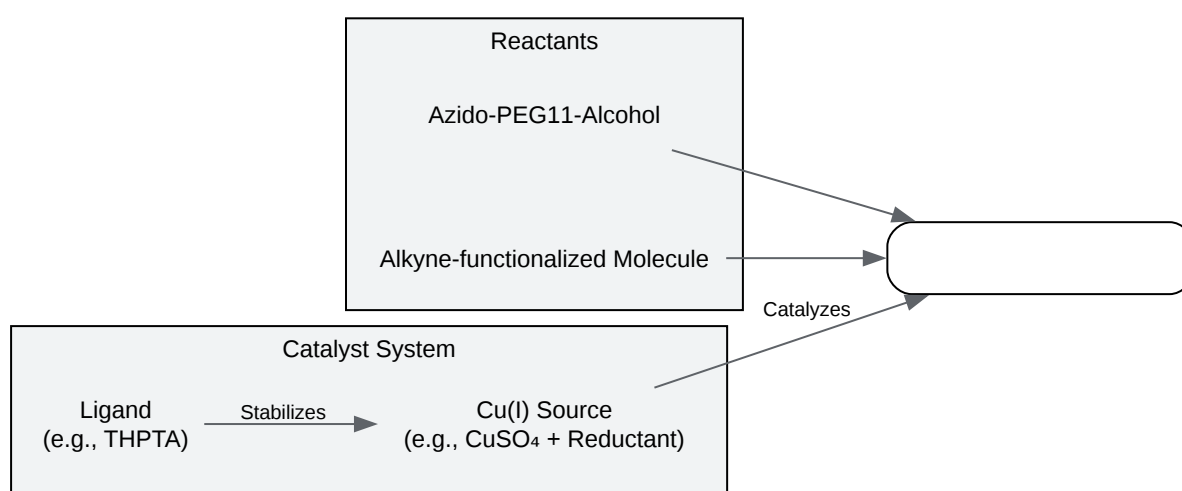 Reactants
Azido-PEG11-Alcohol
Alkyne-functionalized Molecule
Catalyzes
Catalyst System
Ligand
(e.g., THPTA)
Stabilizes
Cu(I) Source
(e.g., CuSO₄ + Reductant)